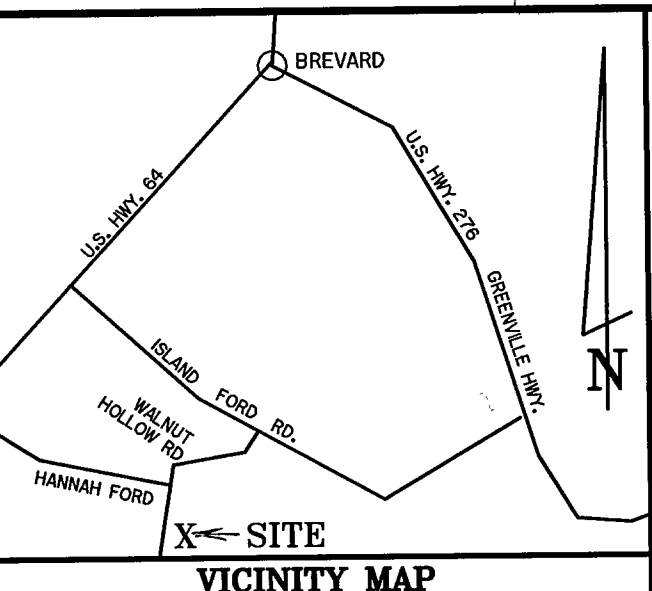 BREVARD
U.S. HWY. 64
U.S. HWY. 276
GREENVILLE HWY.
ISLAND FORD RD.
WALNUT
HOLLOW RD
HANNAH FORD
N
X SITE
VICINITY MAP